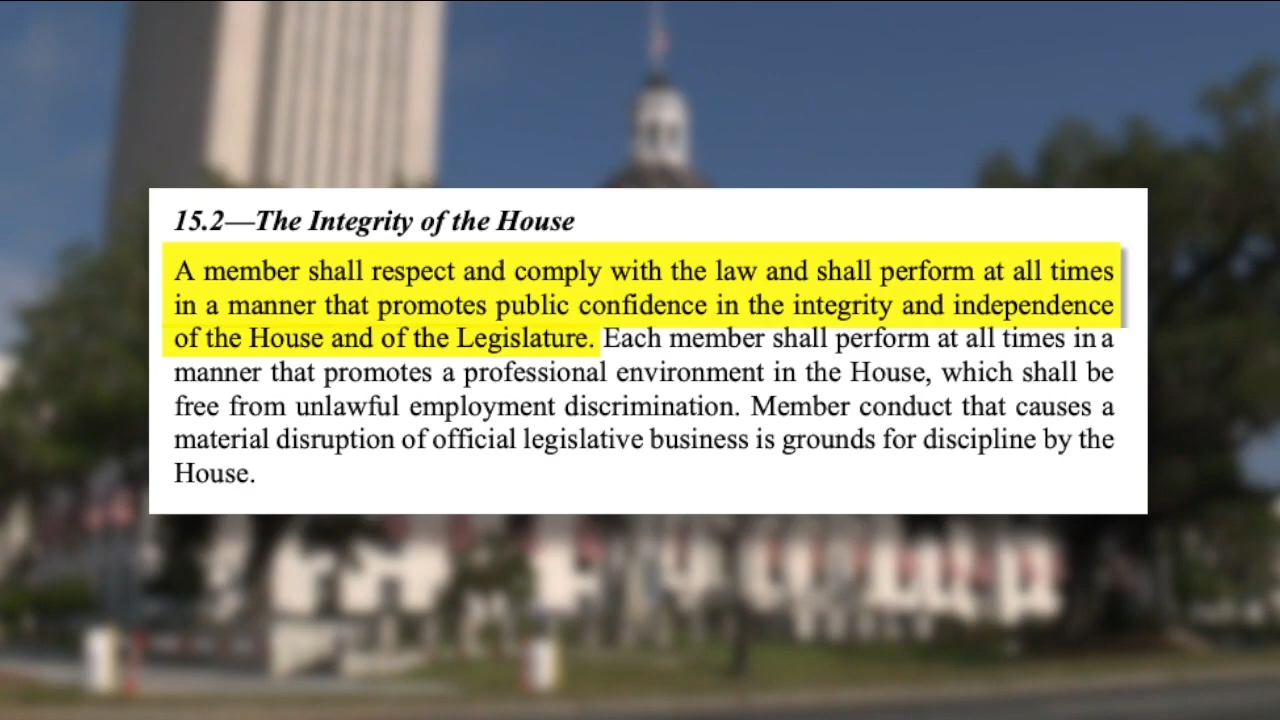 15.2—The Integrity of the House
A member shall respect and comply with the law and shall perform at all times
in a manner that promotes public confidence in the integrity and independence
of the House and of the Legislature. Each member shall perform at all times in a
manner that promotes a professional environment in the House, which shall be
free from unlawful employment discrimination. Member conduct that causes a
material disruption of official legislative business is grounds for discipline by the
House.